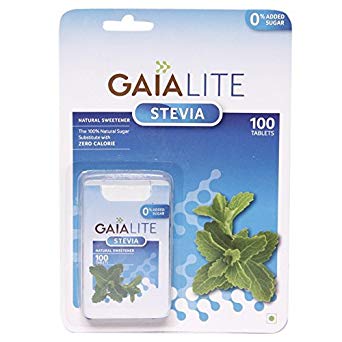 0% ADDED
SUGAR
GAIALITE
STEVIA
NATURAL SWEETENER
100
TABLETS
The 100% Natural Sugar
Substitute with
ZERO CALORIE
0% ADDED
SUGAR
GAIALITE
STEVIA
NATURAL SWEETENER
100
TABLETS